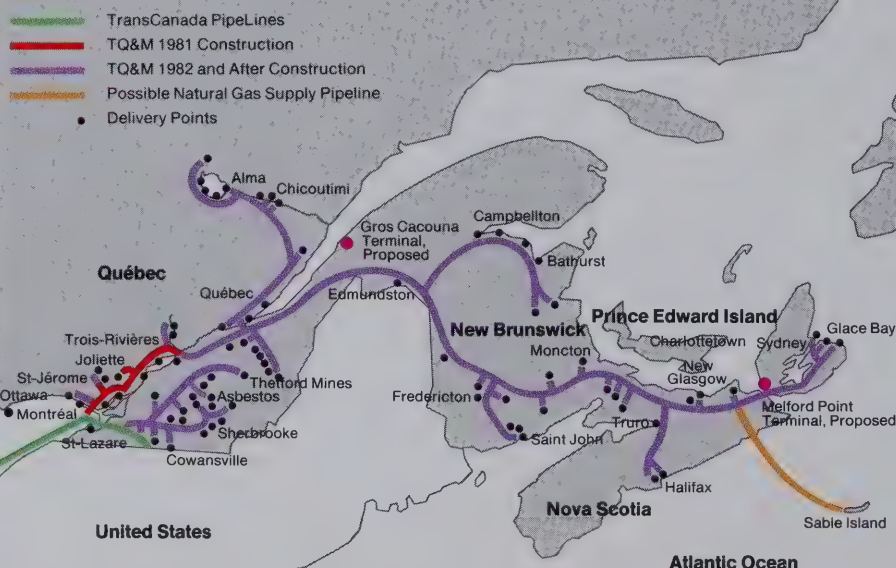 TransCanada PipeLines
TQ&M 1981 Construction
TQ&M 1982 and After Construction
Possible Natural Gas Supply Pipeline
Delivery Points
Alma
Chicoutimi
Gros Cacouna
Terminal,
Proposed
Campbellton
Bathurst
Québec
Québec
Edmundston
New Brunswick
Prince Edward Island
Charlottetown
Sydney
Glace Bay
Trois-Rivières
Joliette
St-Jérôme
Ottawa
Montréal
Moncton
New
Glasgow
Thetford Mines
Asbestos
Fredericton
Melford Point
Terminal, Proposed
St-Lazare
Sherbrooke
Cowansville
Saint John
Truro
Halifax
Nova Scotia
Sable Island
United States
Atlantic Ocean